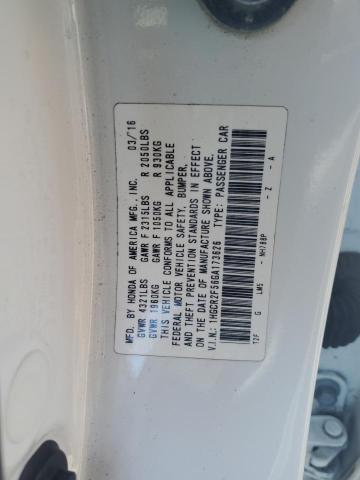 MFD. BY HONDA OF AMERICA MFG., INC. 03/16
GVWR 4321LBS GAWR F 2315LBS R 2050LBS
GVWR 1960KG GAWR F 1050KG R 930KG
THIS VEHICLE CONFORMS TO ALL APPLICABLE
FEDERAL MOTOR VEHICLE SAFETY, BUMPER,
AND THEFT PREVENTION STANDARDS IN EFFECT
ON THE DATE OF MANUFACTURE SHOWN ABOVE.
V.I.N.: 1HGCR2F56GA173626 TYPE: PASSENGER CAR
T2F G LM5 NH788P - Z - A